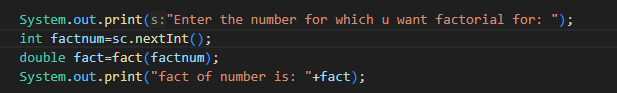 System.out.print(s:"Enter the number for which u want factorial for: ");
int factnum=sc.nextInt();
double fact=fact(factnum);
System.out.print("fact of number is: "+fact);